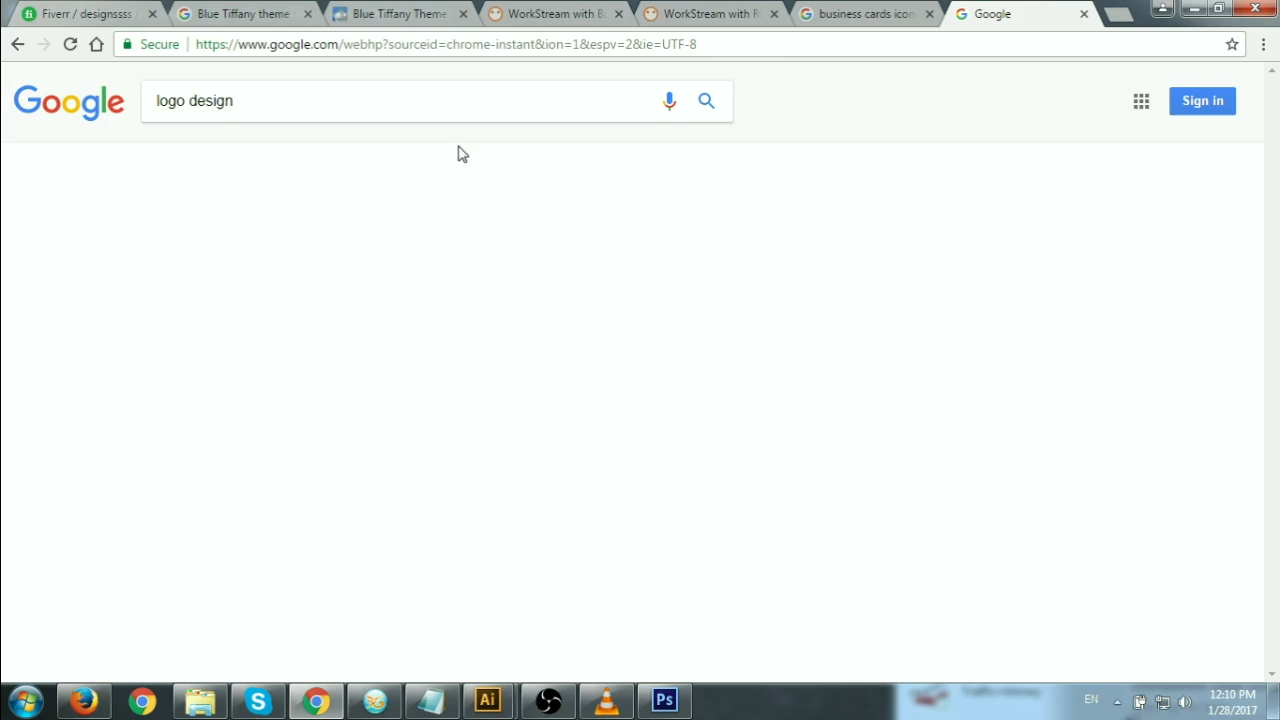 Fiverr / designssss
Blue Tiffany theme
Blue Tiffany Theme
WorkStream with B
WorkStream with R
business cards icon
Google
Secure
https://www.google.com/webhp?sourceid=chrome-instant&ion=1&espv=2&ie=UTF-8
Google
logo design
Sign in
Ai
Ps
EN
12:10 PM
1/28/2017